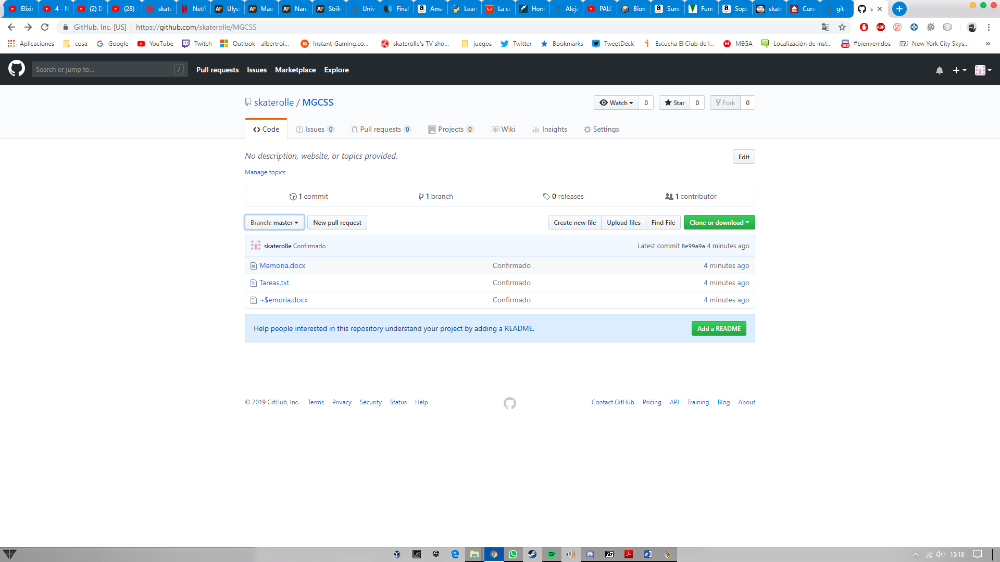 Elixir 4 - N (2) D (28) skate Netfl Ulys Mao Nana Strik Univ Final Ama Lear La cu Horn Aleja PALC Biom Suns Func Sopo skate Curs git - s
GitHub, Inc. [US] https://github.com/skaterolle/MGCSS
Aplicaciones cosa Google YouTube Twitch Outlook - albertroi... Instant-Gaming.co... skaterolle's TV sho... juegos Twitter Bookmarks TweetDeck Escucha El Club de l... MEGA Localización de inst... 162 #bienvenidos New York City Skys... »
Search or jump to... / Pull requests Issues Marketplace Explore
skaterolle / MGCSS Watch 0 Star 0 Fork 0
Code Issues 0 Pull requests 0 Projects 0 Wiki Insights Settings
No description, website, or topics provided. Edit
Manage topics
1 commit 1 branch 0 releases 1 contributor
Branch: master New pull request Create new file Upload files Find File Clone or download
skaterolle Confirmado Latest commit 8e99a9a 4 minutes ago
Memoria.docx Confirmado 4 minutes ago
Tareas.txt Confirmado 4 minutes ago
~$emoria.docx Confirmado 4 minutes ago
Help people interested in this repository understand your project by adding a README. Add a README
© 2019 GitHub, Inc. Terms Privacy Security Status Help Contact GitHub Pricing API Training Blog About
15:18